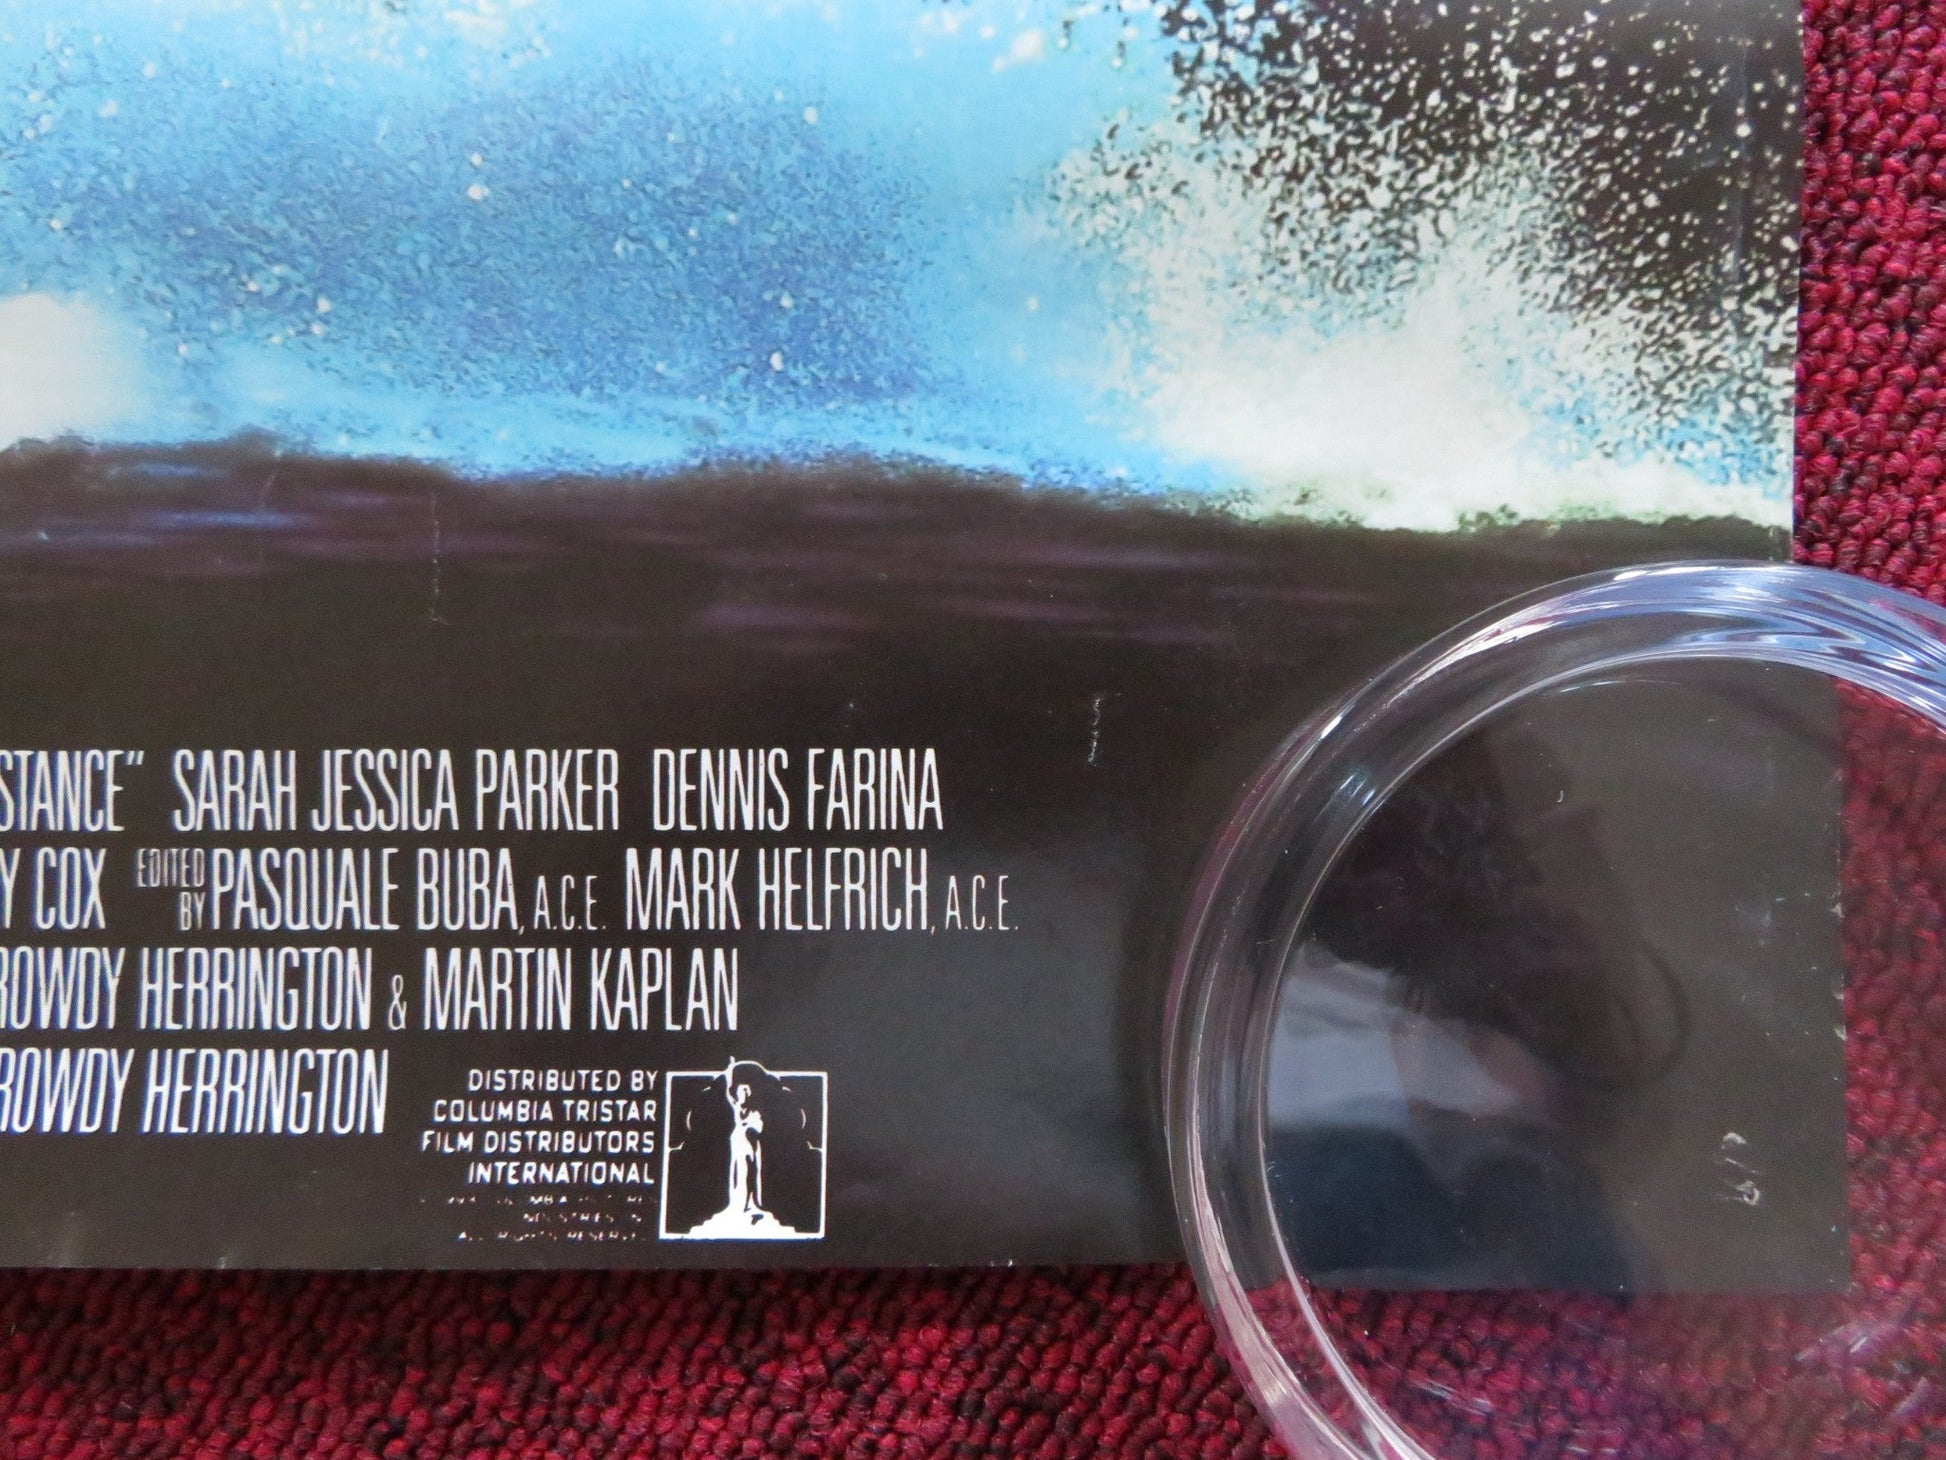 STANCE" SARAH JESSICA PARKER DENNIS FARINA
Y COX EDITED BY PASQUALE BUBA, A.C.E. MARK HELFRICH, A.C.E.
ROWDY HERRINGTON & MARTIN KAPLAN
ROWDY HERRINGTON
DISTRIBUTED BY
COLUMBIA TRISTAR
FILM DISTRIBUTORS
INTERNATIONAL